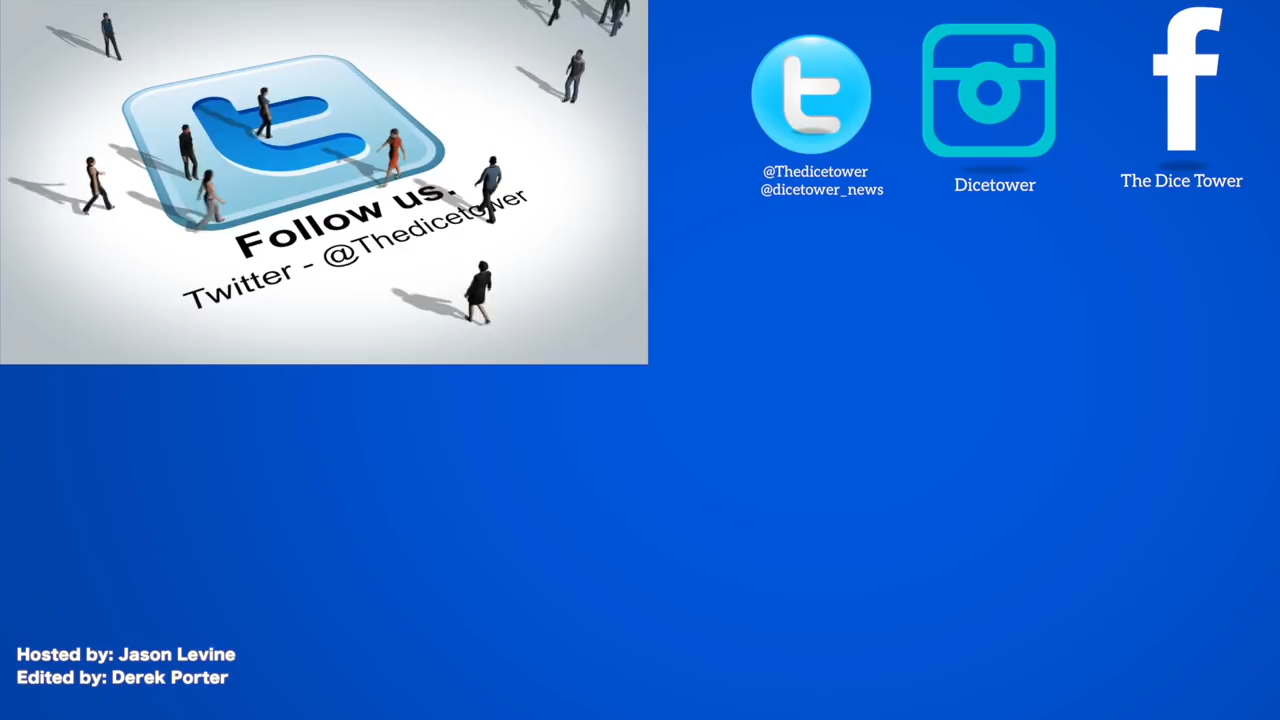 Follow us.
Twitter - @Thedicetower
@Thedicetower
@dicetower_news
Dicetower
The Dice Tower
Hosted by: Jason Levine
Edited by: Derek Porter